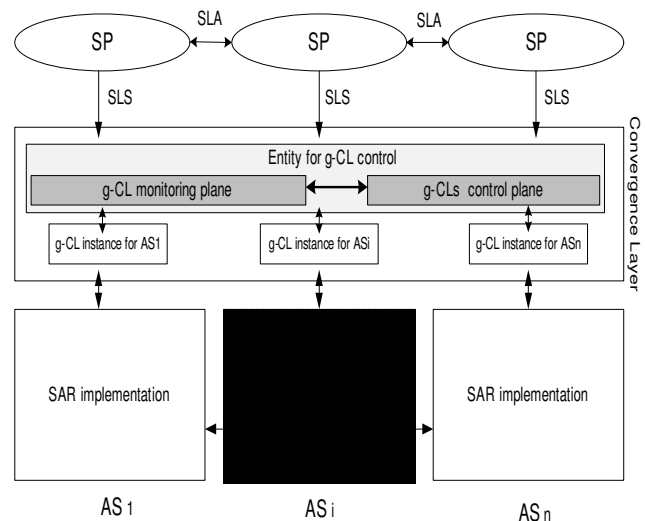 SLA
SLA
SP
SP
SP
SLS
SLS
SLS
Entity for g-CL control
g-CL monitoring plane
g-CLs control plane
g-CL instance for AS1
g-CL instance for ASi
g-CL instance for ASn
Convergence Layer
SAR implementation
SAR implementation
AS 1
AS i
AS n